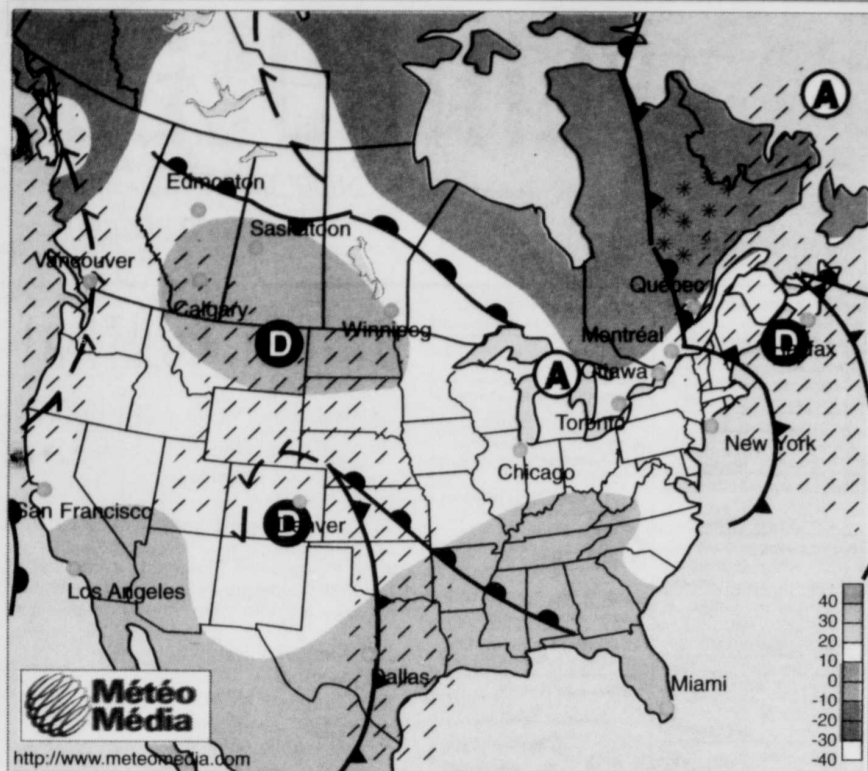 A
Edmonton
Saskatoon
Vancouver
Calgary
Québec
Winnipeg
D
Montréal
D
Halifax
A
Ottawa
Toronto
New York
Chicago
San Francisco
D
Denver
Los Angeles
40
30
20
10
0
-10
-20
-30
-40
Dallas
Miami
Météo
Média
http://www.meteomedia.com